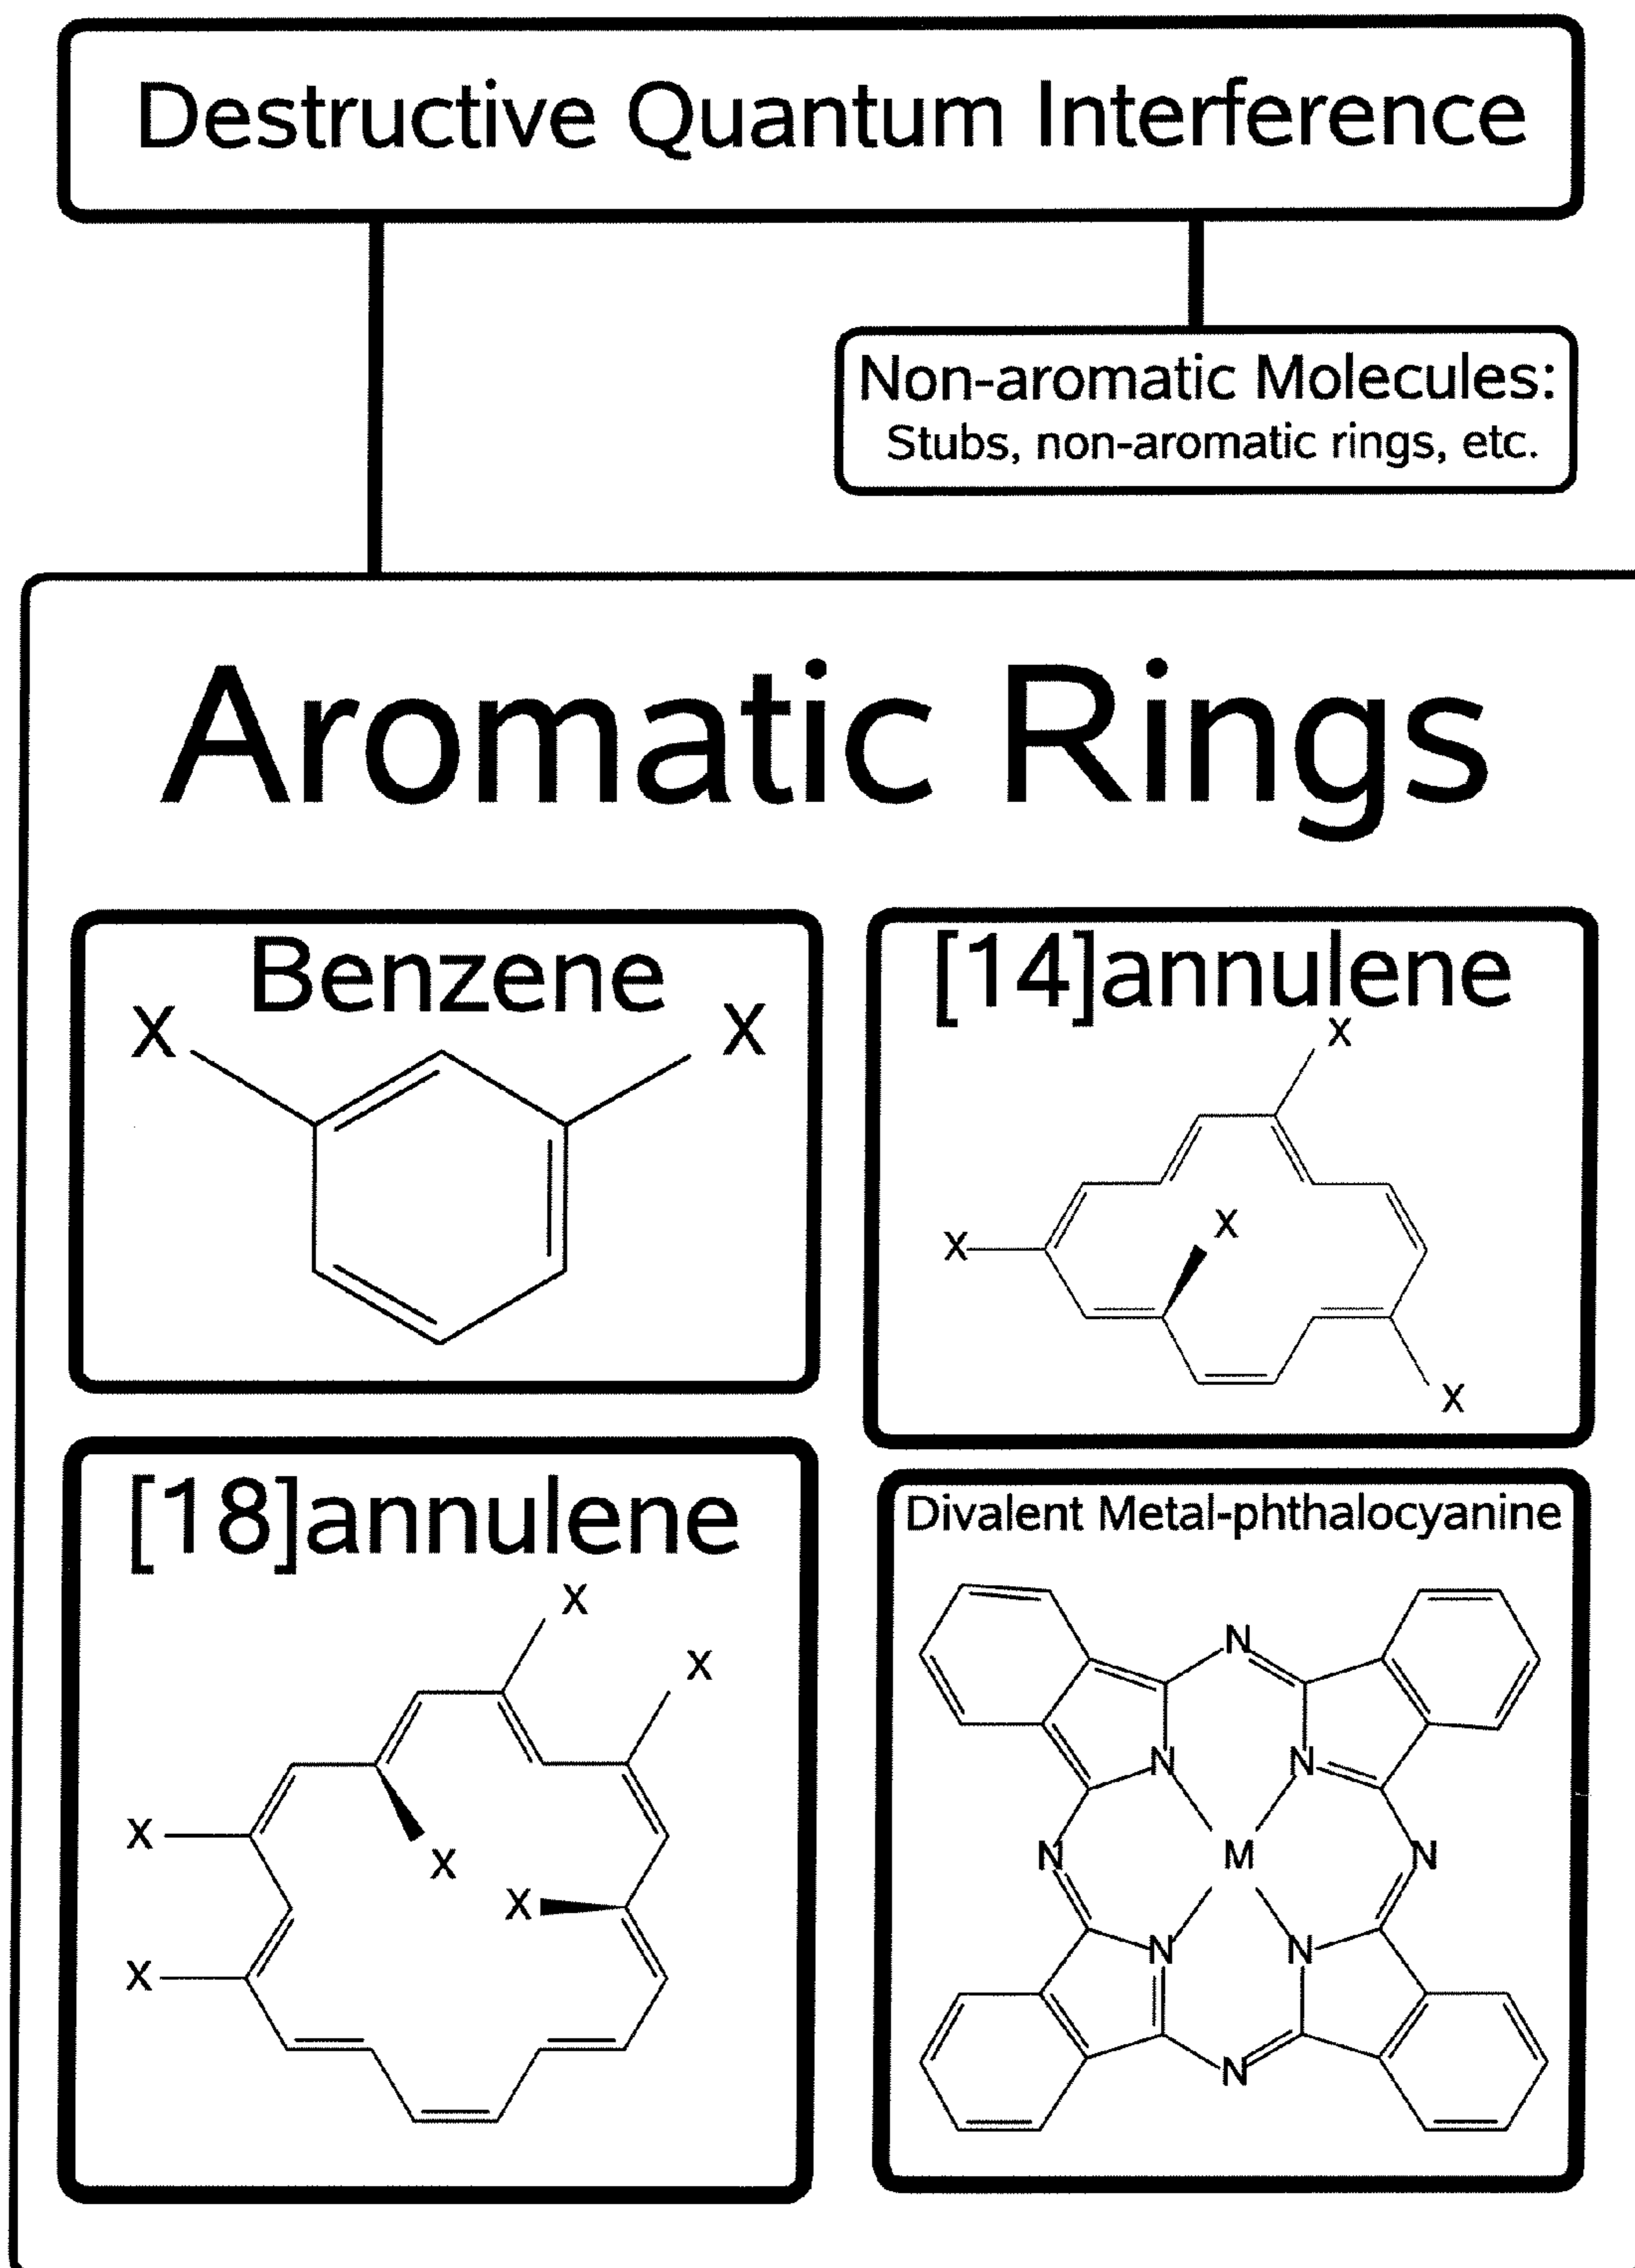 Destructive Quantum Interference
Non-aromatic Molecules:
Stubs, non-aromatic rings, etc.
Aromatic Rings
Benzene
X X
[14]annulene
X
X
X
X
[18]annulene
X
X
X
X
X
X
Divalent Metal-phthalocyanine
N
N N
N M N
N N
N